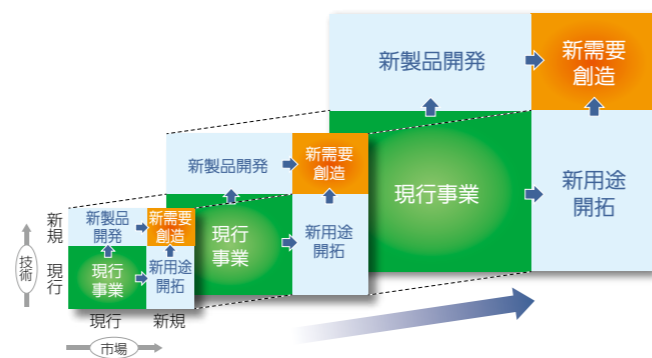 新製品開発
新需要
創造
現行事業
新用途
開拓
新製品開発
新需要
創造
現行
事業
新用途
開拓
新規
新製品
開発
新需要
創造
技術
現行
現行
事業
新用途
開拓
現行
新規
市場